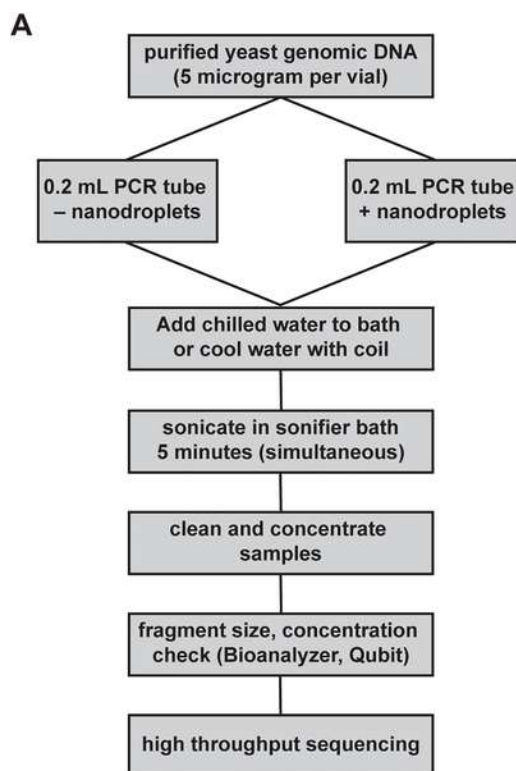 A
purified yeast genomic DNA
(5 microgram per vial)
0.2 mL PCR tube
– nanodroplets
0.2 mL PCR tube
+ nanodroplets
Add chilled water to bath
or cool water with coil
sonicate in sonifier bath
5 minutes (simultaneous)
clean and concentrate
samples
fragment size, concentration
check (Bioanalyzer, Qubit)
high throughput sequencing